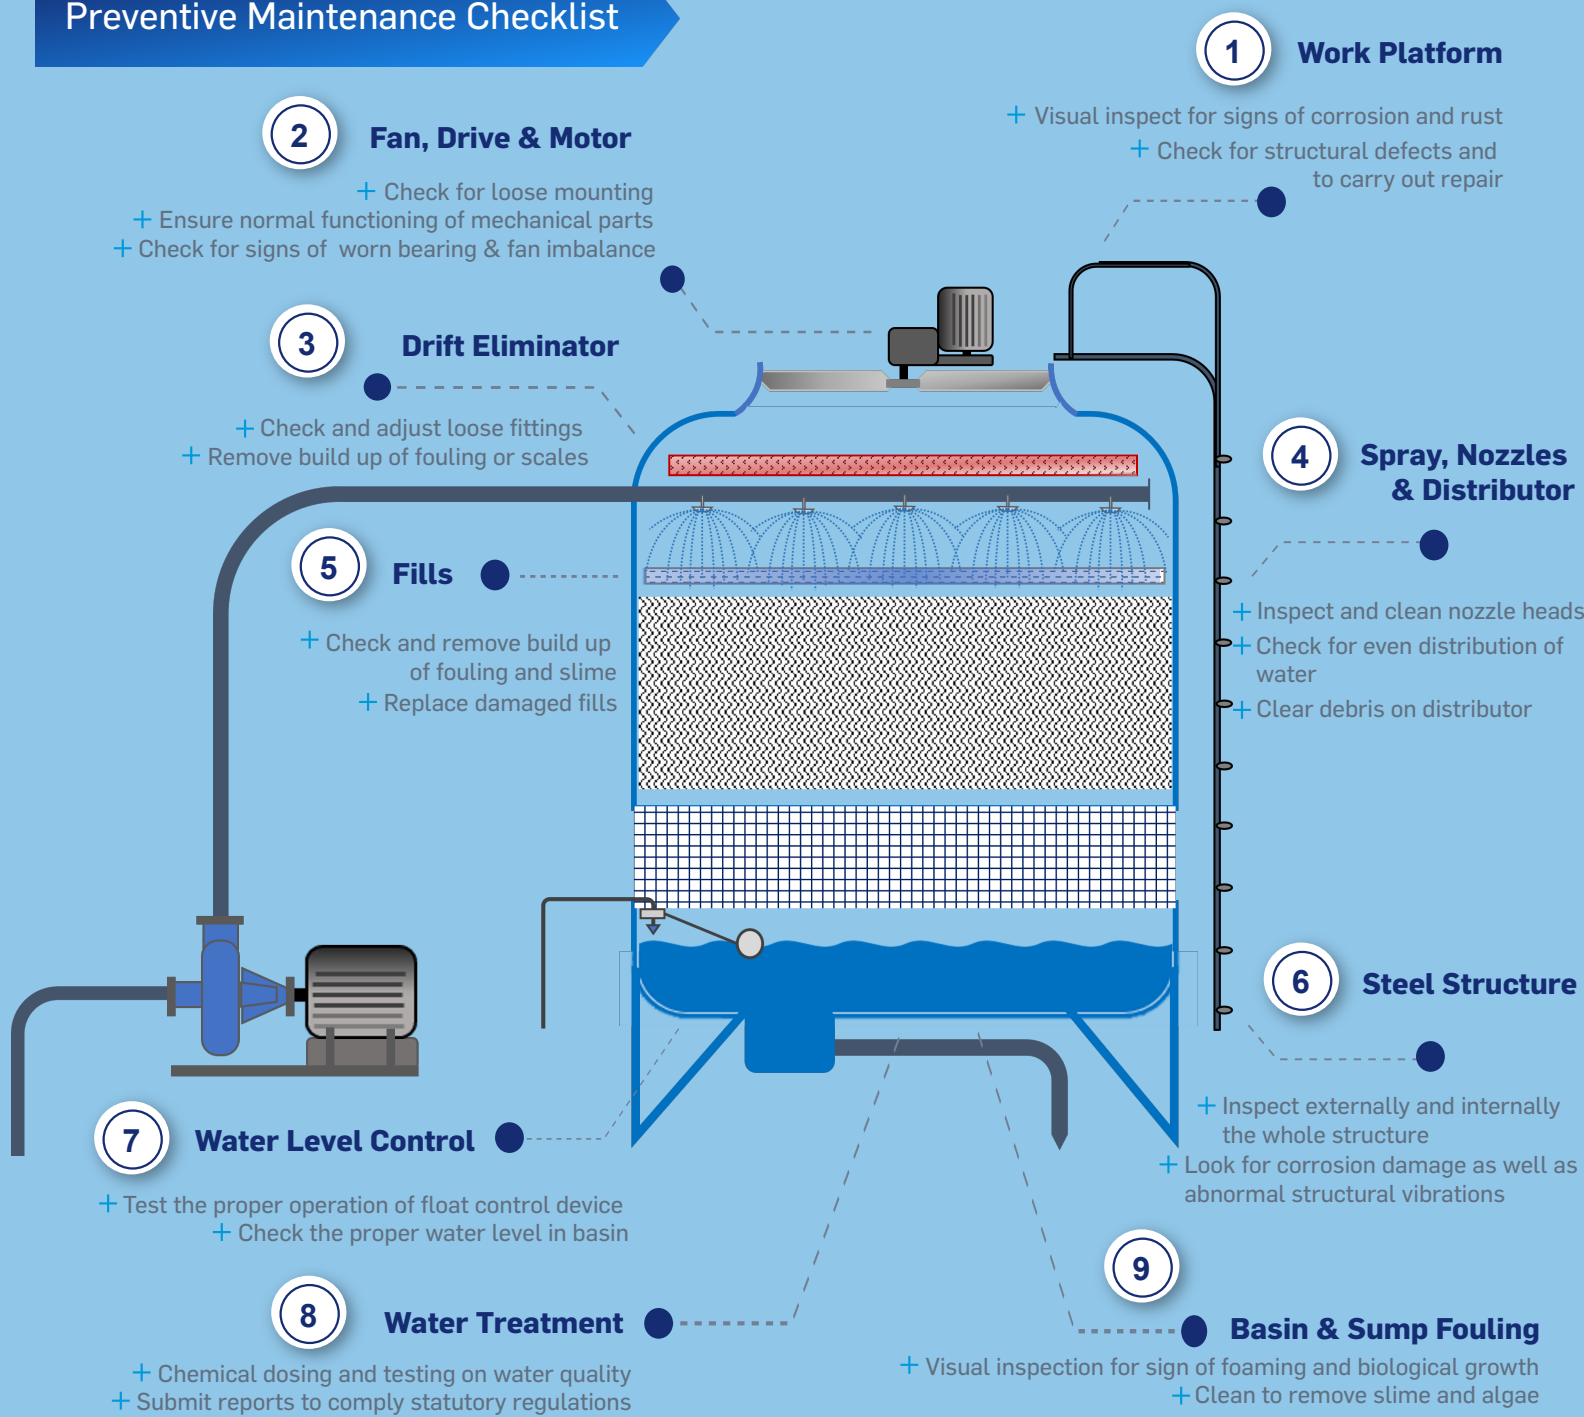 Preventive Maintenance Checklist
1
Work Platform
+ Visual inspect for signs of corrosion and rust
+ Check for structural defects and
to carry out repair
2
Fan, Drive & Motor
+ Check for loose mounting
+ Ensure normal functioning of mechanical parts
+ Check for signs of worn bearing & fan imbalance
3
Drift Eliminator
+ Check and adjust loose fittings
+ Remove build up of fouling or scales
4
Spray, Nozzles
& Distributor
+ Inspect and clean nozzle heads
+ Check for even distribution of
water
+ Clear debris on distributor
5
Fills
+ Check and remove build up
of fouling and slime
+ Replace damaged fills
6
Steel Structure
+ Inspect externally and internally
the whole structure
+ Look for corrosion damage as well as
abnormal structural vibrations
7
Water Level Control
+ Test the proper operation of float control device
+ Check the proper water level in basin
8
Water Treatment
+ Chemical dosing and testing on water quality
+ Submit reports to comply statutory regulations
9
Basin & Sump Fouling
+ Visual inspection for sign of foaming and biological growth
+ Clean to remove slime and algae